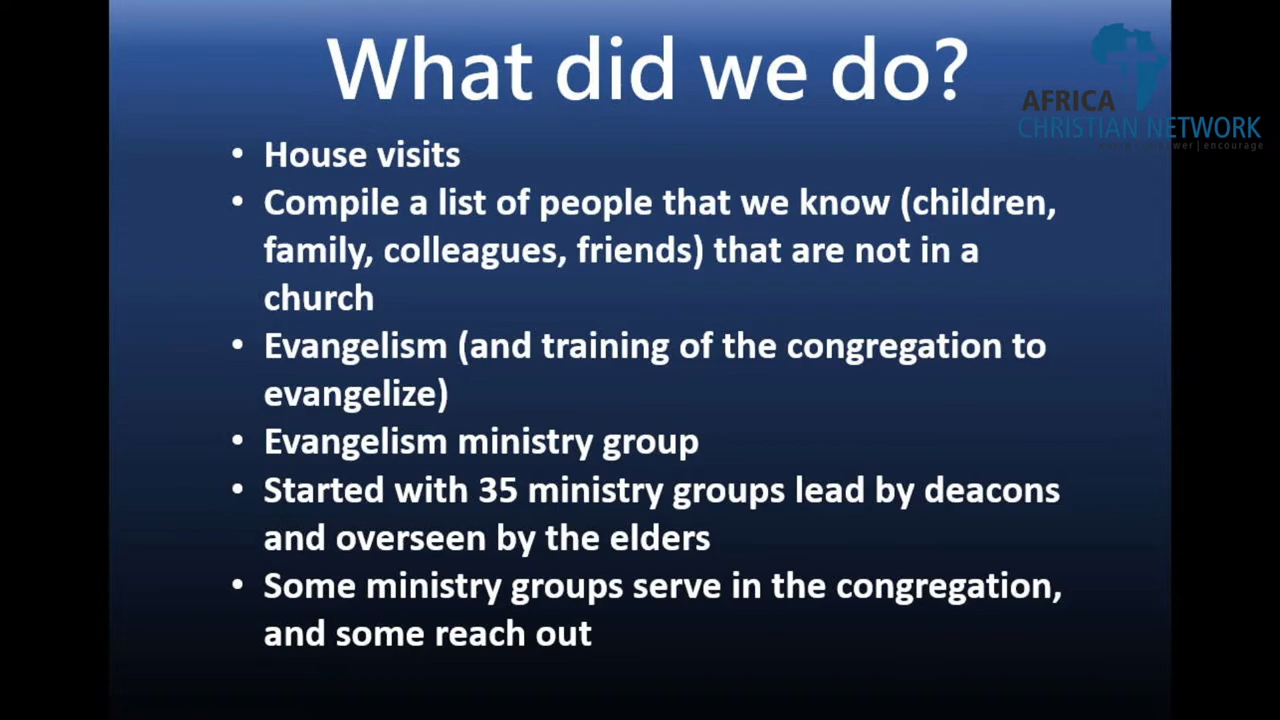 What did we do?
AFRICA
CHRISTIAN NETWORK
| encourage
• House visits
• Compile a list of people that we know (children,
family, colleagues, friends) that are not in a
church
• Evangelism (and training of the congregation to
evangelize)
• Evangelism ministry group
• Started with 35 ministry groups lead by deacons
and overseen by the elders
• Some ministry groups serve in the congregation,
and some reach out